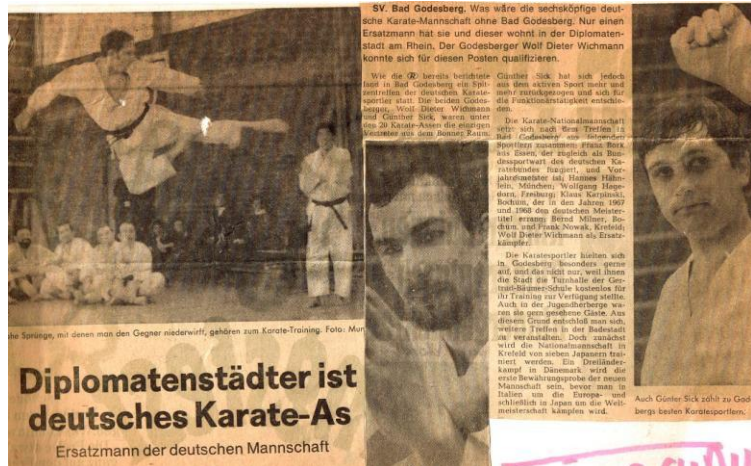 SV. Bad Godesberg. Was wäre die sechsköpfige deut-
sche Karate-Mannschaft ohne Bad Godesberg. Nur einen
Ersatzmann hat sie und dieser wohnt in der Diplomaten-
stadt am Rhein. Der Godesberger Wolf Dieter Wichmann
konnte sich für diesen Posten qualifizieren.
Wie die R bereits berichtete
fand in Bad Godesberg ein Spit-
zentreffen der deutschen Karate-
sportler statt. Die beiden Godes-
berger, Wolf Dieter Wichmann
und Günther Sick, waren unter
den 20 Karate-Assen die einzigen
Vertreter aus dem Bonner Raum.
Günther Sick hat sich jedoch
aus dem aktiven Sport mehr und
mehr zurückgezogen und sich für
die Funktionärstätigkeit entschie-
den.
Die Karate-Nationalmannschaft
setzt sich nach dem Treffen in
Bad Godesberg aus folgenden
Sportlern zusammen: Franz Bork
aus Essen, der zugleich als Bun-
dessportwart des deutschen Ka-
ratebundes fungiert, und Vor-
jahrsmeister ist; Hannes Hähn-
lein, München; Wolfgang Hage-
dorn, Freiburg; Klaus Karpinski,
Bochum, der in den Jahren 1967
und 1968 den deutschen Meister-
titel errang; Bernd Milner, Bo-
chum, und Frank Nowak, Krefeld;
Wolf Dieter Wichmann als Ersatz-
kämpfer.
Die Karatesportler hielten sich
in Godesberg besonders gerne
auf, und das nicht nur, weil ihnen
die Stadt die Turnhalle der Ger-
trud-Bäumer-Schule kostenlos für
ihr Training zur Verfügung stellte.
Auch in der Jugendherberge wa-
ren sie gern gesehene Gäste. Aus
diesem Grund entschloß man sich,
weitere Treffen in der Badestadt
zu veranstalten. Doch zunächst
wird die Nationalmannschaft in
Krefeld von sieben Japanern trai-
niert werden. Ein Dreiländer-
kampf in Dänemark wird die
erste Bewährungsprobe der neuen
Mannschaft sein, bevor man in
Italien um die Europa- und
schließlich in Japan um die Welt-
meisterschaft kämpfen wird.
he Sprünge, mit denen man den Gegner niederwirft, gehören zum Karate-Training. Foto: Mun
Diplomatenstädter ist
deutsches Karate-As
Ersatzmann der deutschen Mannschaft
Auch Günter Sick zählt zu God
bergs besten Karatesportlern.